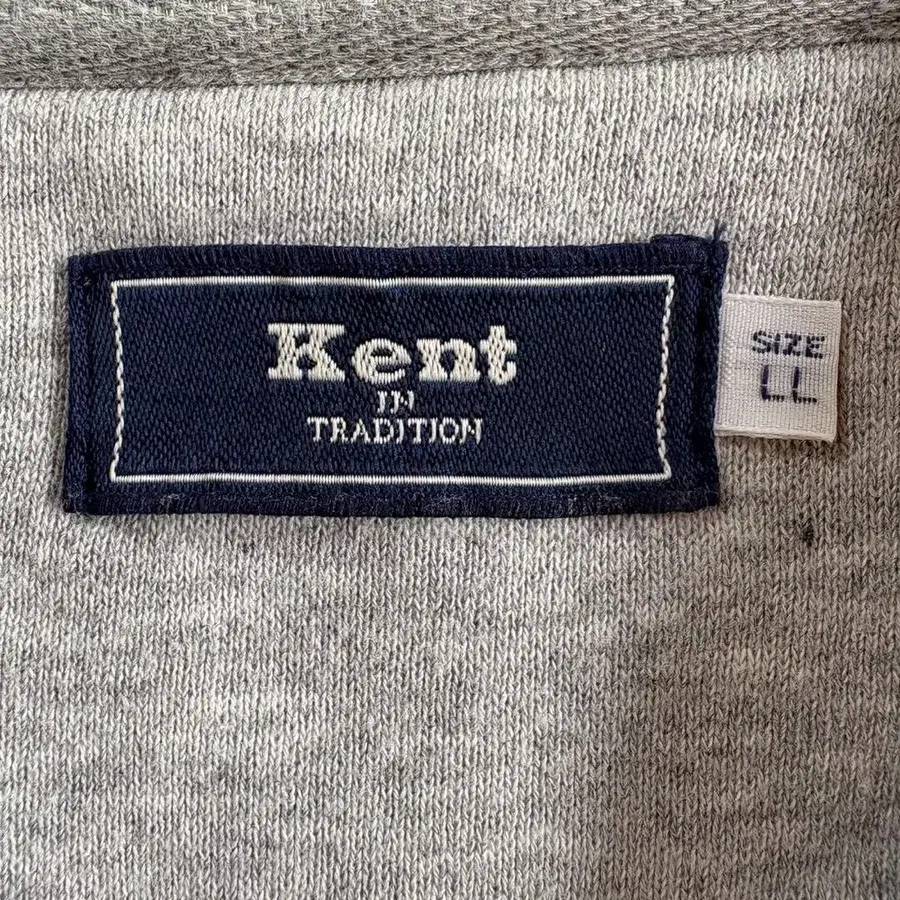 Kent
IN
TRADITION
SIZE
LL